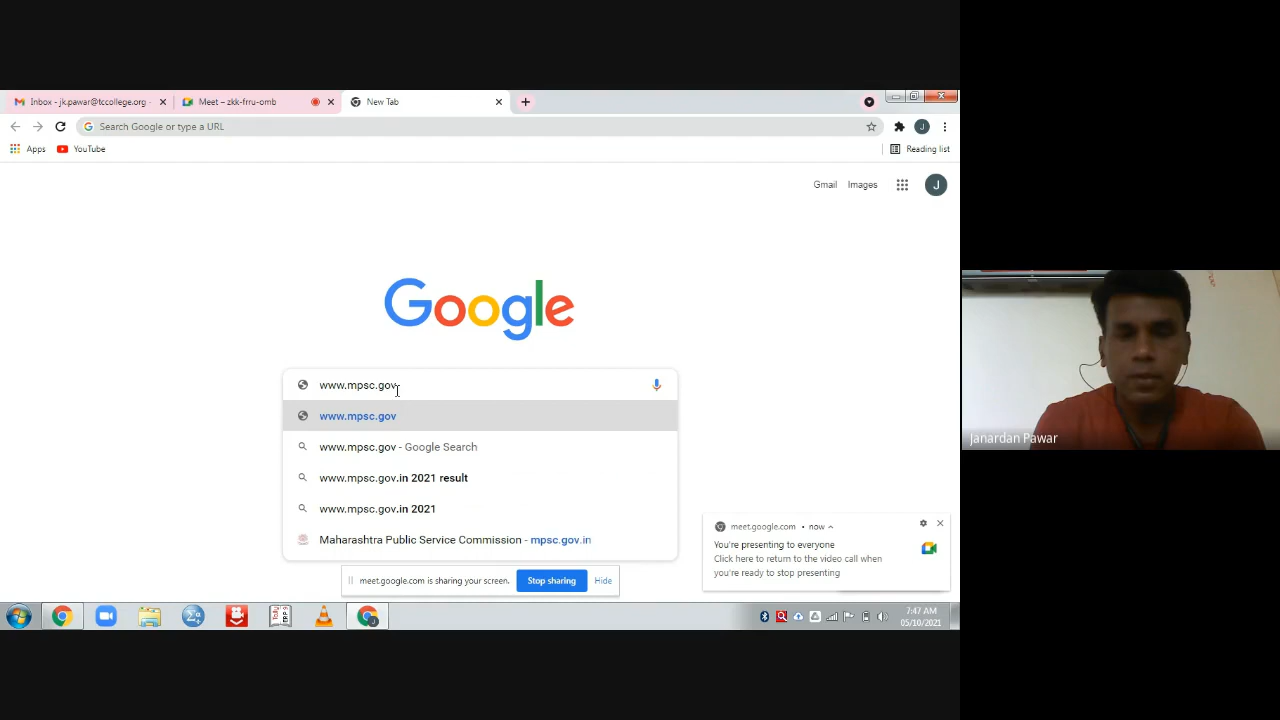 Inbox - jk.pawar@tccollege.org -
Meet – zkk-frru-omb
New Tab
Search Google or type a URL
Apps
YouTube
Reading list
Gmail
Images
J
Google
www.mpsc.gov
www.mpsc.gov
www.mpsc.gov - Google Search
www.mpsc.gov.in 2021 result
www.mpsc.gov.in 2021
Maharashtra Public Service Commission - mpsc.gov.in
meet.google.com • now
You're presenting to everyone
Click here to return to the video call when
you're ready to stop presenting
meet.google.com is sharing your screen.
Stop sharing
Hide
7:47 AM
05/10/2021
Janardan Pawar